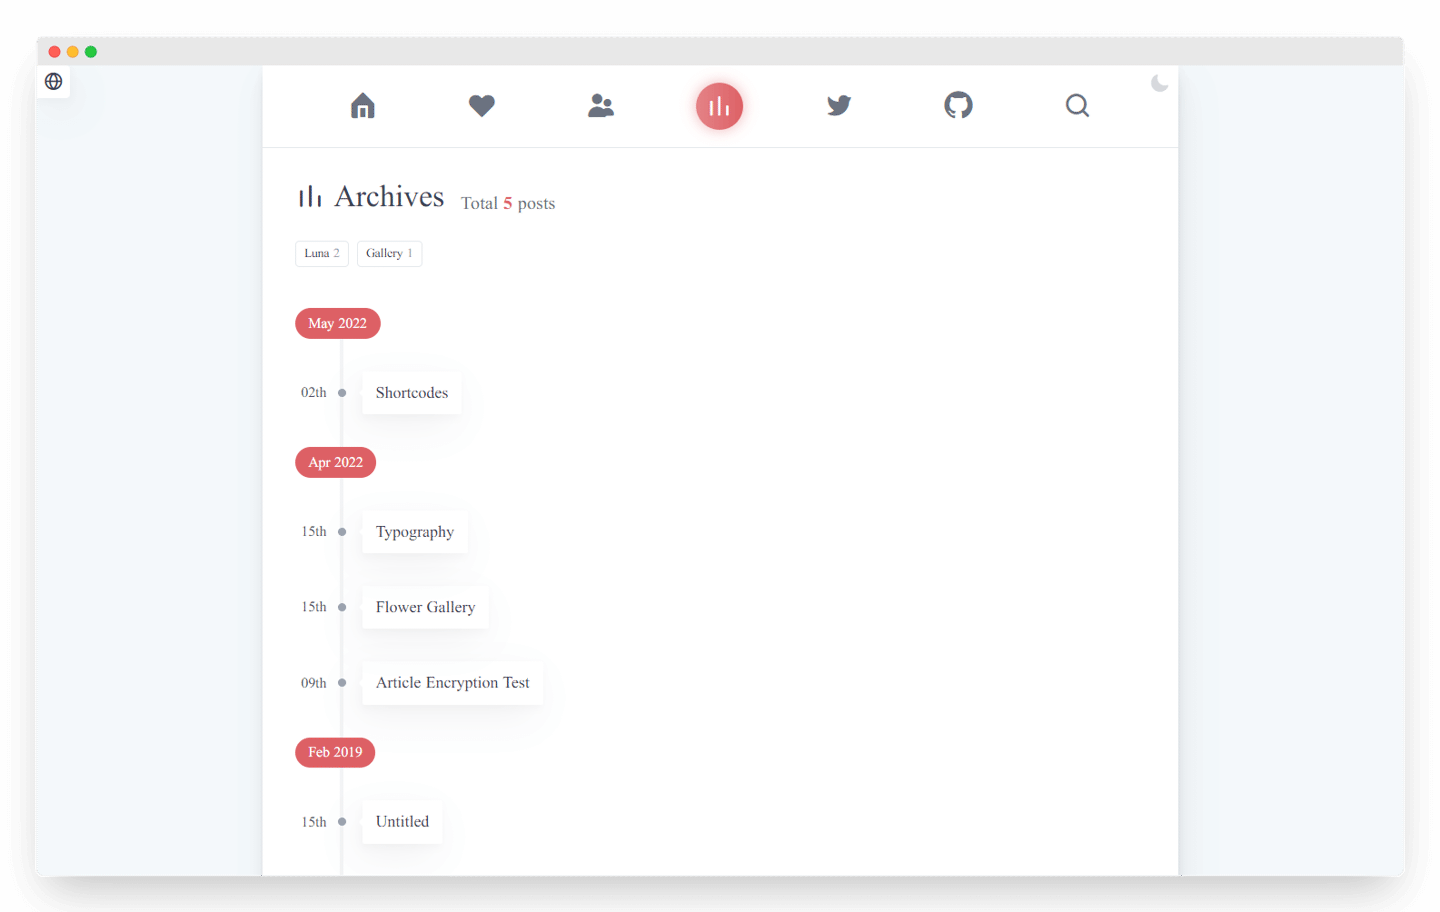 Archives Total 5 posts
Luna 2 Gallery 1
May 2022
02th Shortcodes
Apr 2022
15th Typography
15th Flower Gallery
09th Article Encryption Test
Feb 2019
15th Untitled